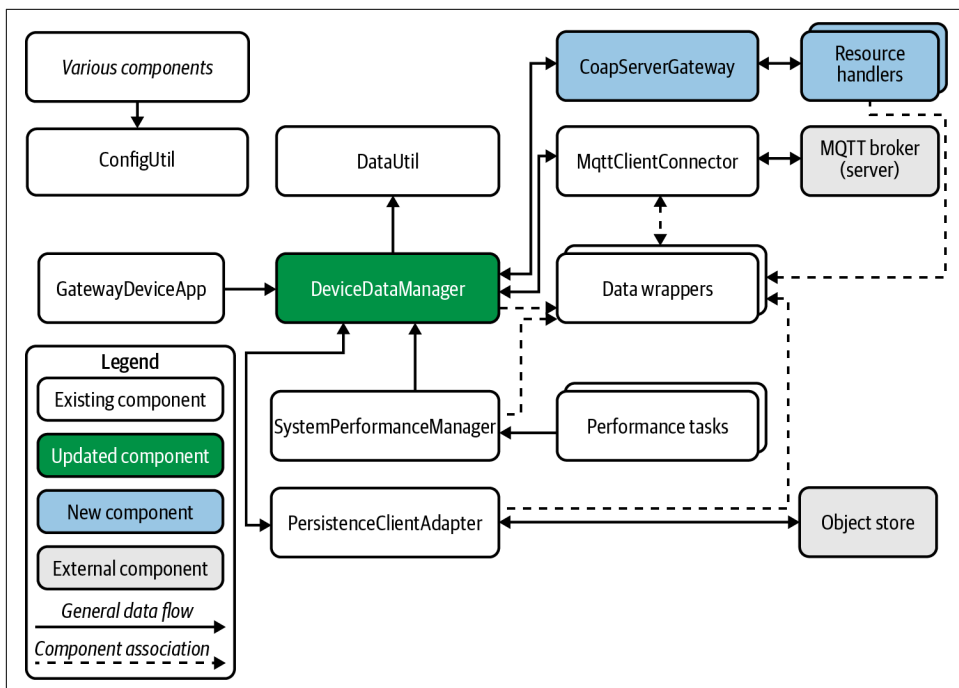 Various components
ConfigUtil
DataUtil
CoapServerGateway
Resource
handlers
MqttClientConnector
MQTT broker
(server)
GatewayDeviceApp
DeviceDataManager
Data wrappers
SystemPerformanceManager
Performance tasks
PersistenceClientAdapter
Object store
Legend
Existing component
Updated component
New component
External component
General data flow
Component association